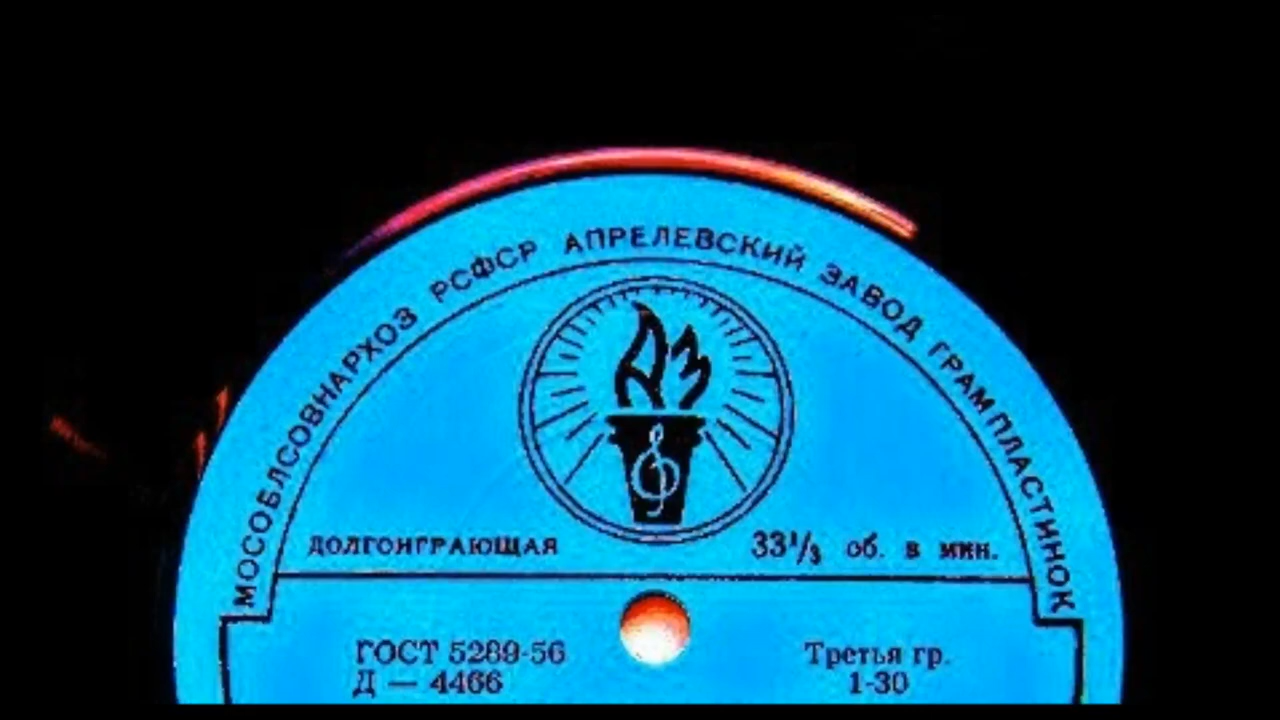 МОСОБЛСОВНАРХОЗ РСФСР АПРЕЛЕВСКИЙ ЗАВОД ГРАМПЛАСТИНОК
АЗ
ДОЛГОИГРАЮЩАЯ 33⅓ об. в мин.
ГОСТ 5289-56 Третья гр.
Д — 4466 1-30